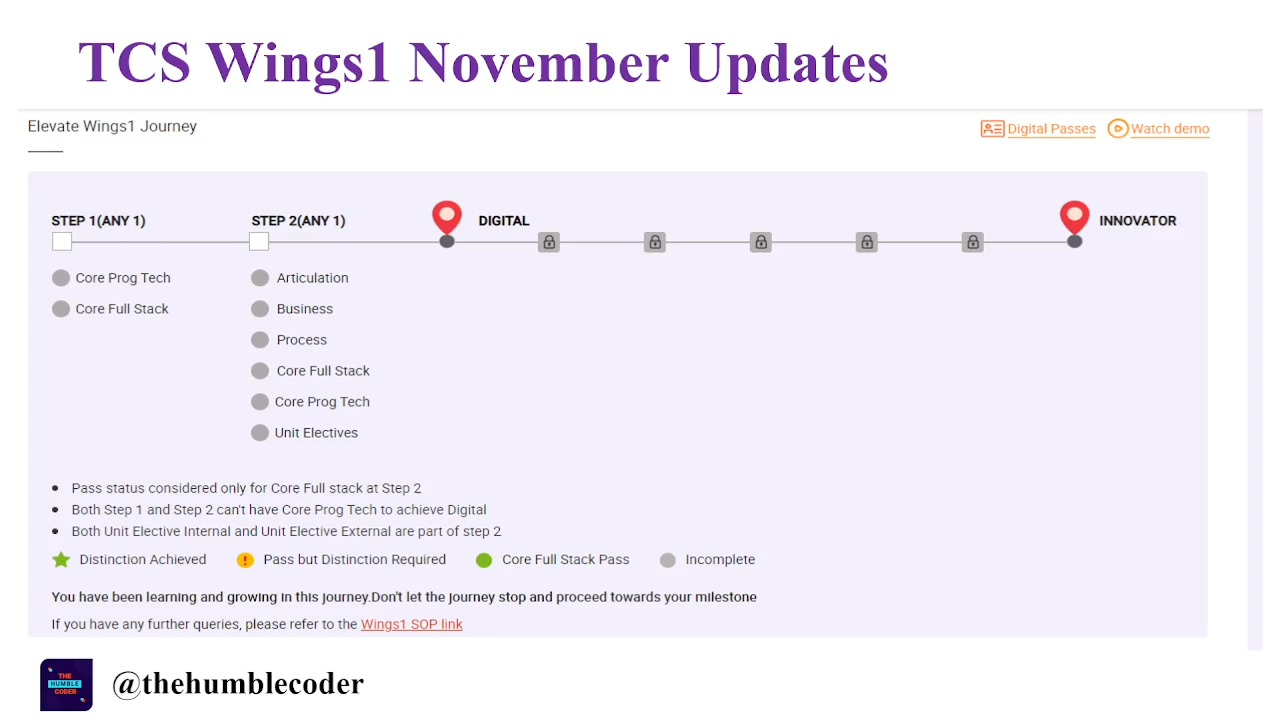 TCS Wings1 November Updates
Elevate Wings1 Journey
Digital Passes
Watch demo
STEP 1(ANY 1)
STEP 2(ANY 1)
DIGITAL
INNOVATOR
Core Prog Tech
Core Full Stack
Articulation
Business
Process
Core Full Stack
Core Prog Tech
Unit Electives
Pass status considered only for Core Full stack at Step 2
Both Step 1 and Step 2 can't have Core Prog Tech to achieve Digital
Both Unit Elective Internal and Unit Elective External are part of step 2
Distinction Achieved
Pass but Distinction Required
Core Full Stack Pass
Incomplete
You have been learning and growing in this journey.Don't let the journey stop and proceed towards your milestone
If you have any further queries, please refer to the Wings1 SOP link
THE
HUMBLE
CODER
@thehumblecoder